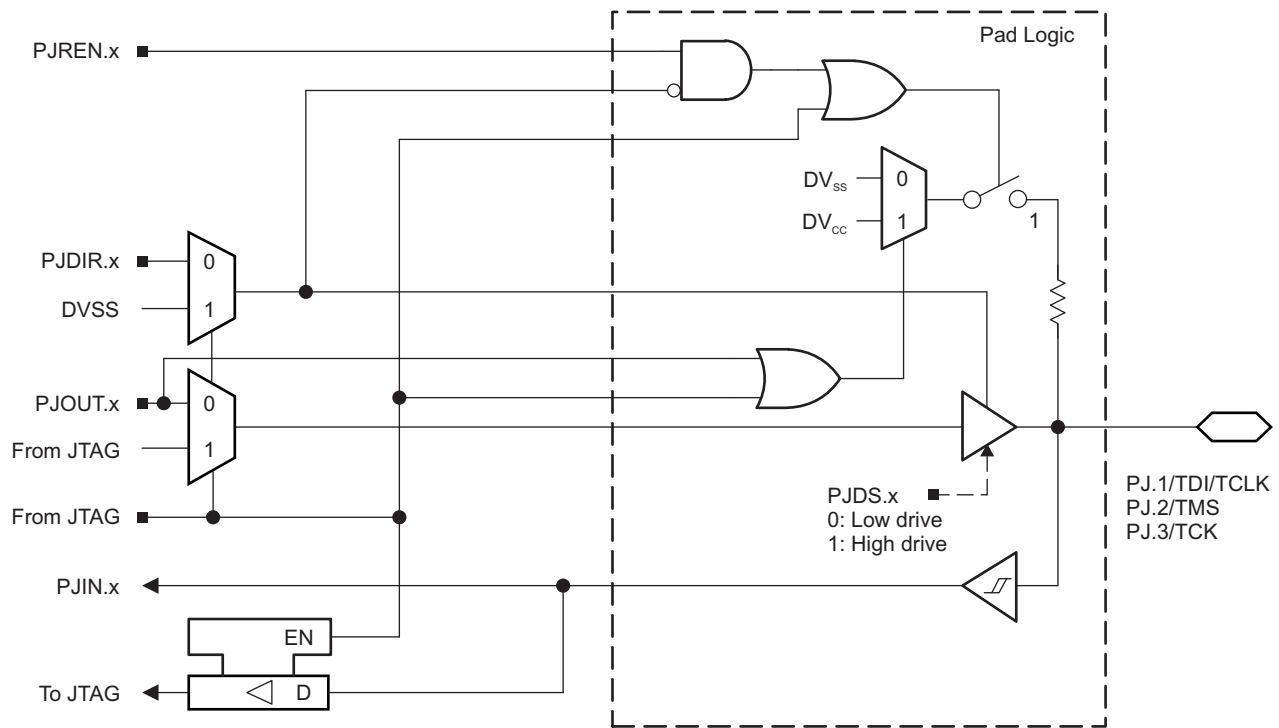 Pad Logic
PJREN.x
DVSS
0
DVCC
1
1
PJDIR.x
0
DVSS
1
PJOUT.x
0
From JTAG
1
PJDS.x
0: Low drive
1: High drive
PJ.1/TDI/TCLK
PJ.2/TMS
PJ.3/TCK
From JTAG
PJIN.x
EN
To JTAG
D